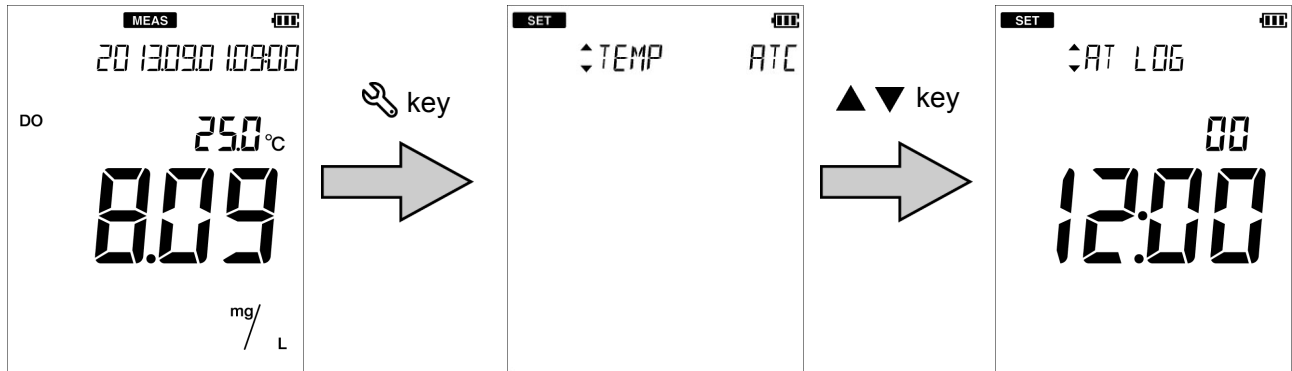 MEAS
2013.09.01.09:00
DO
25.0 °C
8.09
mg/L
key
SET
TEMP ATC
key
SET
AT LOG
00
12:00